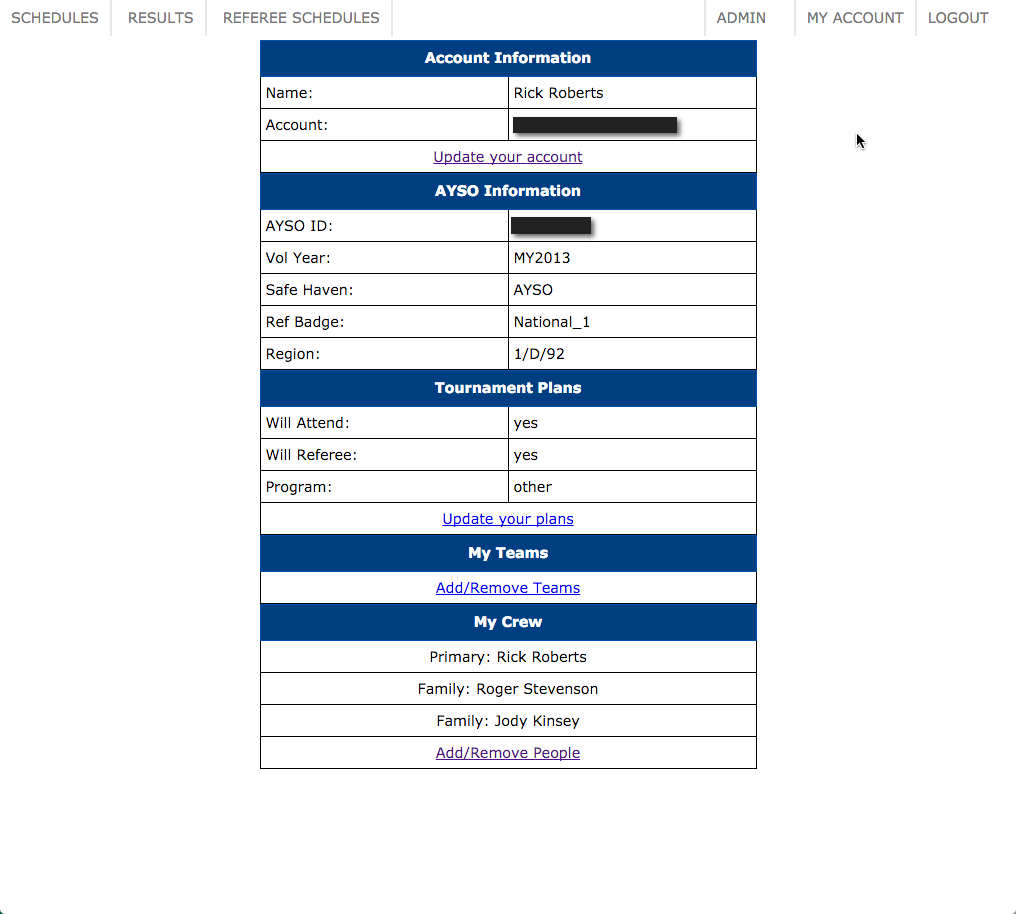 SCHEDULES RESULTS REFEREE SCHEDULES ADMIN MY ACCOUNT LOGOUT
Account Information
Name: Rick Roberts
Account:
Update your account
AYSO Information
AYSO ID:
Vol Year: MY2013
Safe Haven: AYSO
Ref Badge: National_1
Region: 1/D/92
Tournament Plans
Will Attend: yes
Will Referee: yes
Program: other
Update your plans
My Teams
Add/Remove Teams
My Crew
Primary: Rick Roberts
Family: Roger Stevenson
Family: Jody Kinsey
Add/Remove People